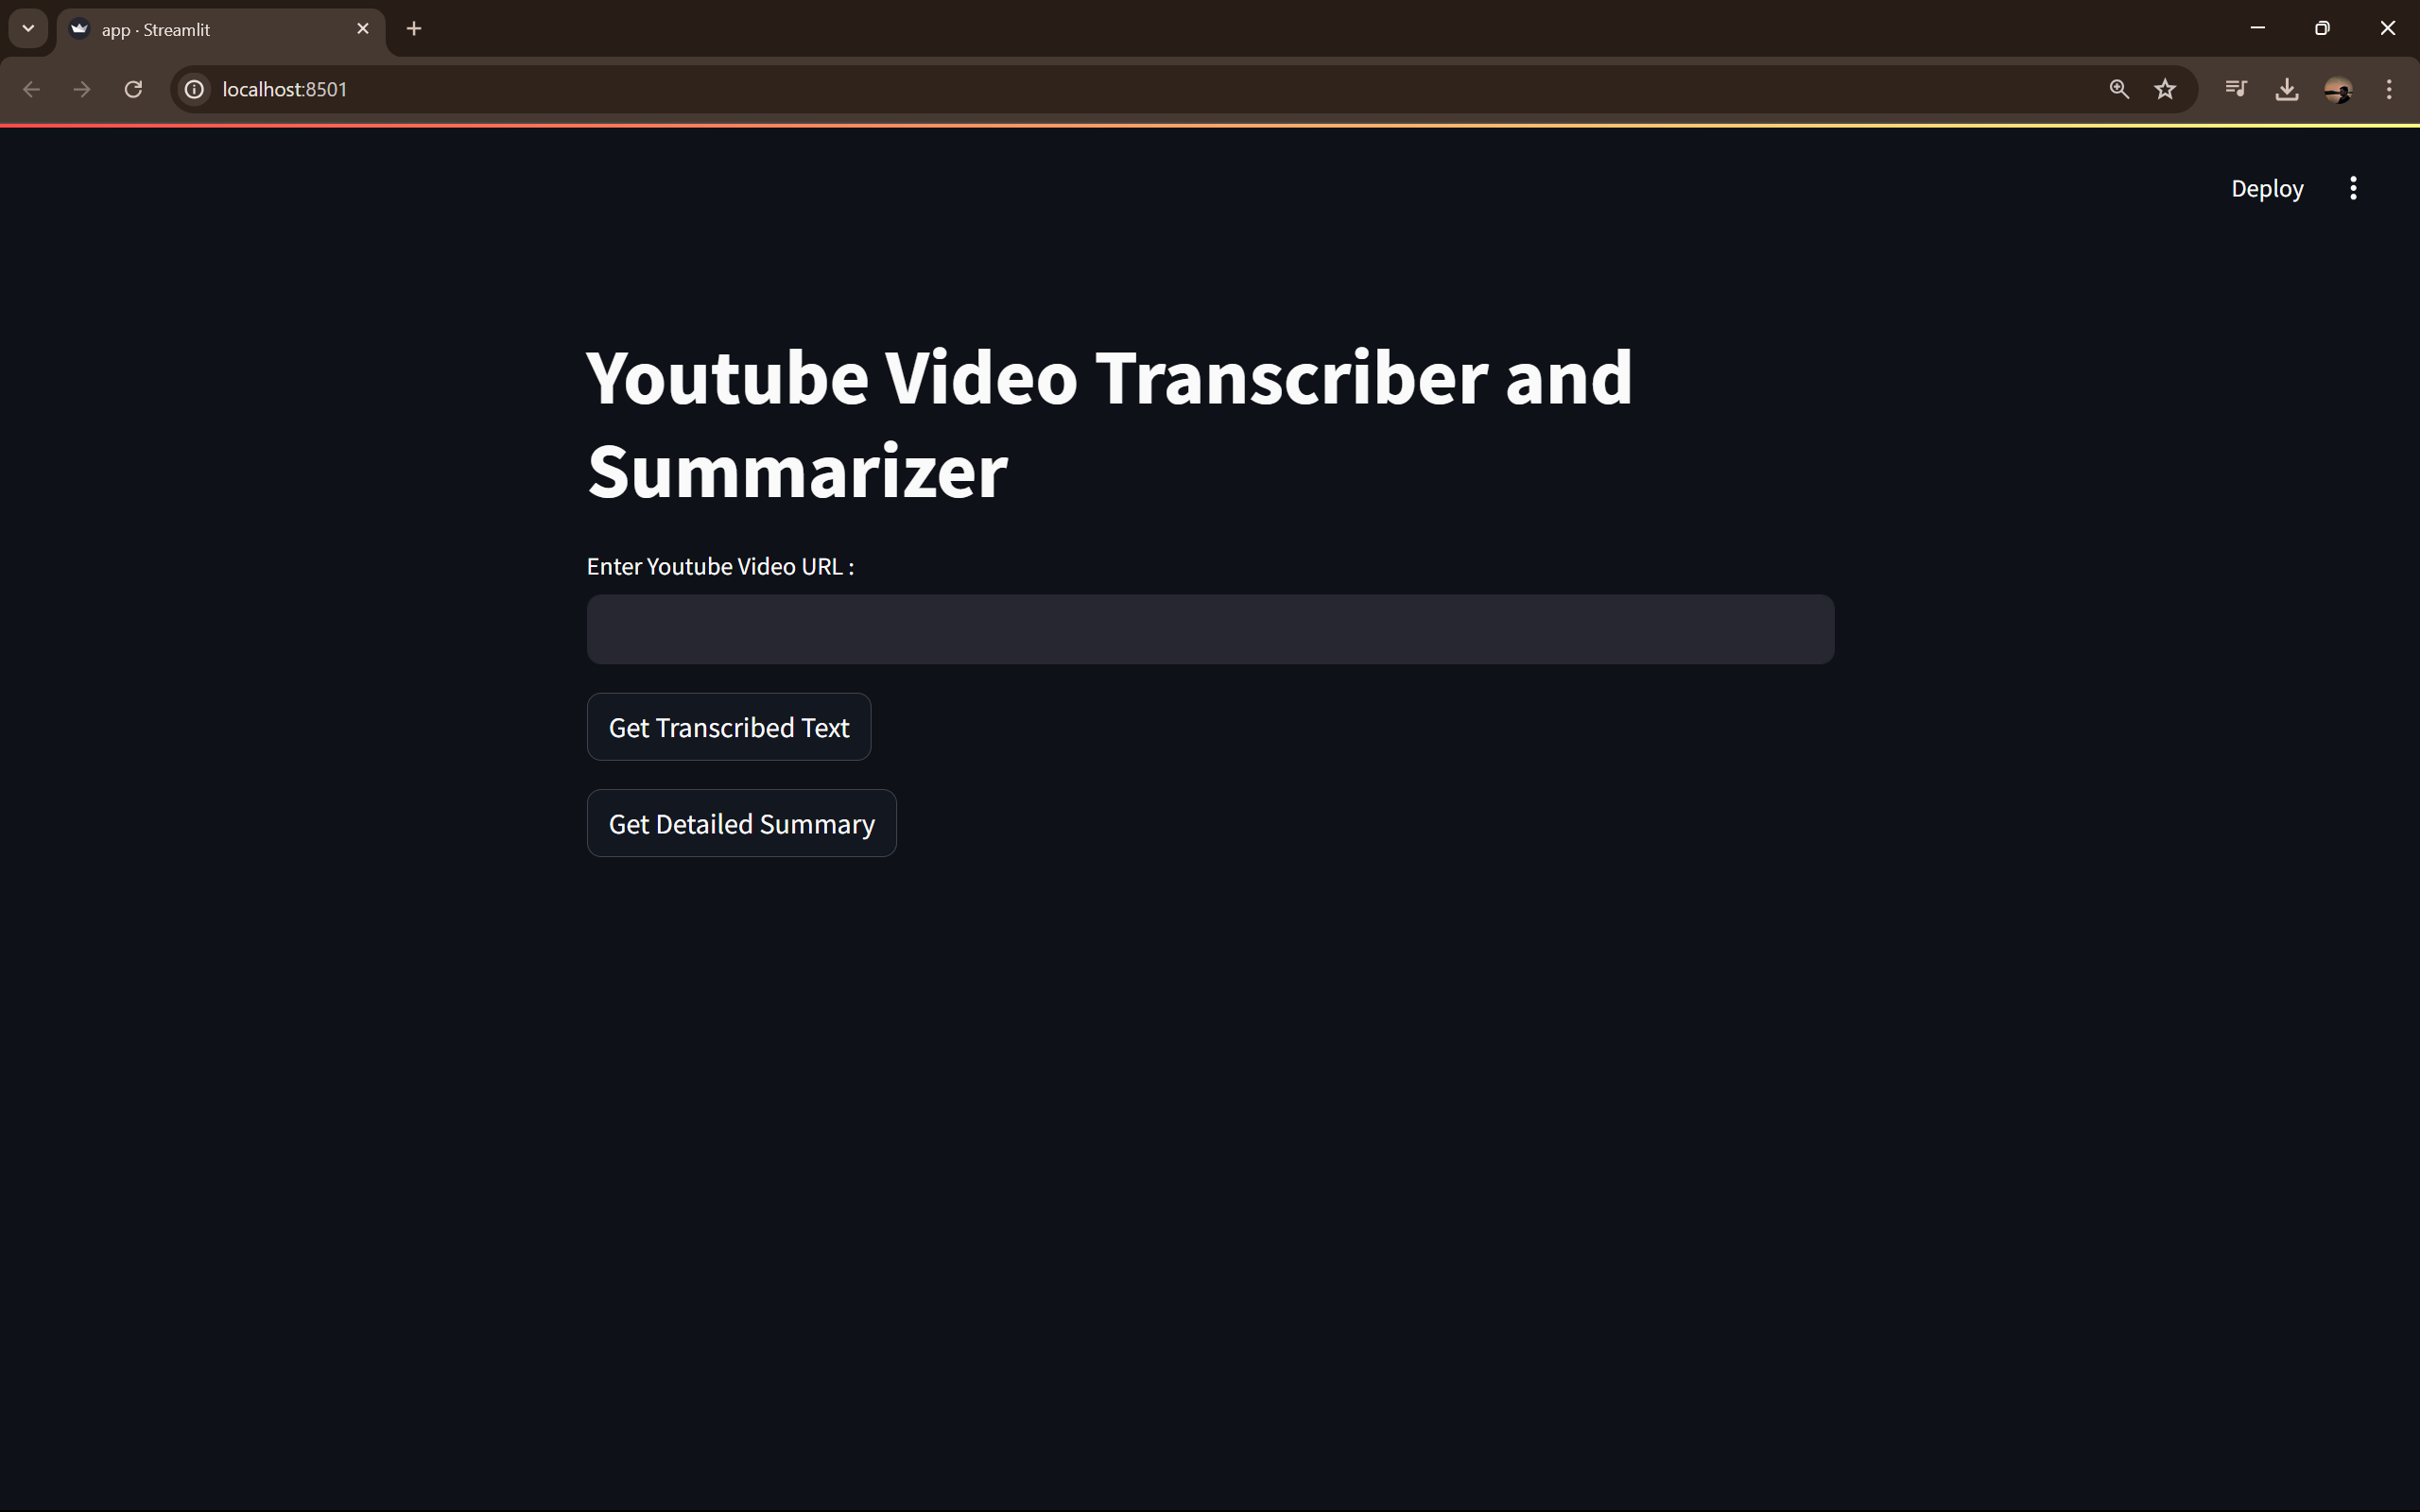 app · Streamlit
localhost:8501
Deploy
Youtube Video Transcriber and
Summarizer
Enter Youtube Video URL :
Get Transcribed Text
Get Detailed Summary